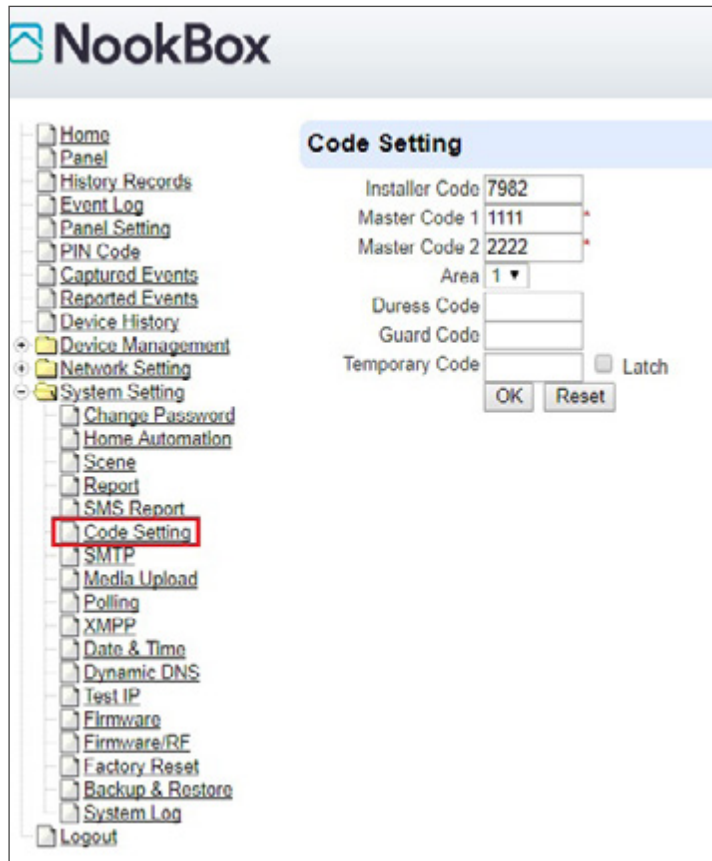 NookBox
Home
Panel
History Records
Event Log
Panel Setting
PIN Code
Captured Events
Reported Events
Device History
Device Management
Network Setting
System Setting
Change Password
Home Automation
Scene
Report
SMS Report
Code Setting
SMTP
Media Upload
Polling
XMPP
Date & Time
Dynamic DNS
Test IP
Firmware
Firmware/RF
Factory Reset
Backup & Restore
System Log
Logout
Code Setting
Installer Code 7982
Master Code 1 1111 *
Master Code 2 2222 *
Area 1
Duress Code
Guard Code
Temporary Code Latch
OK Reset